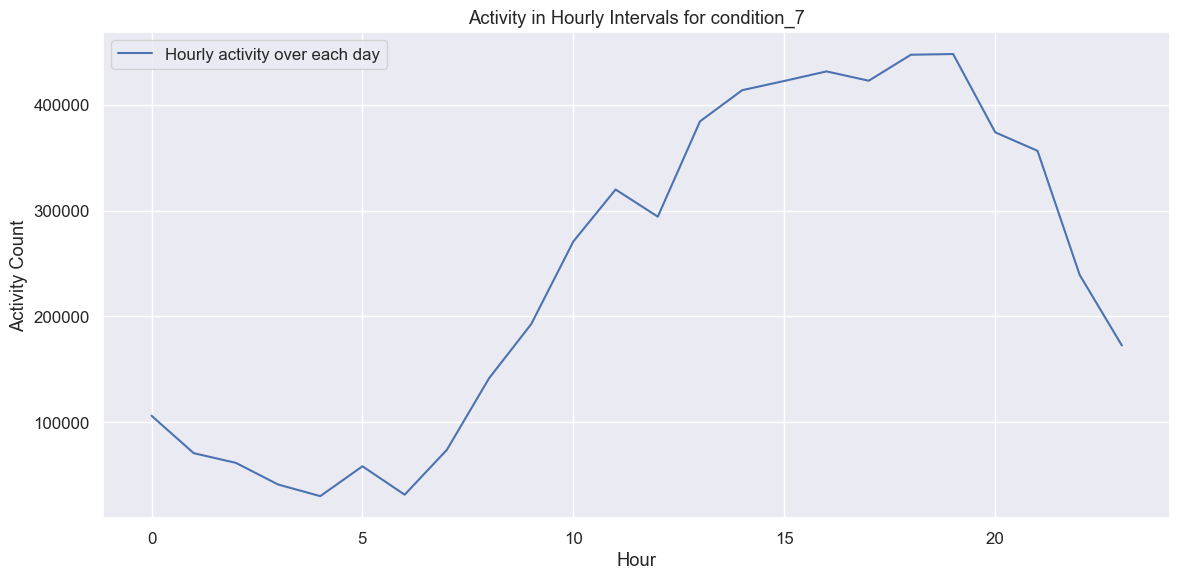 Activity in Hourly Intervals for condition_7
Hourly activity over each day
Activity Count
400000
300000
200000
100000
0 5 10 15 20
Hour